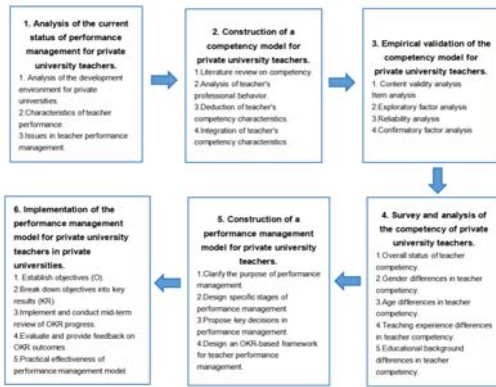 1. Analysis of the current
status of performance
management for private
university teachers.
1. Analysis of the development
environment for private
universities.
2.Characteristics of teacher
performance.
3.Issues in teacher performance
management.
2. Construction of a
competency model for
private university teachers.
1.Literature review on competency.
2.Analysis of teacher's
professional behavior.
3.Deduction of teacher's
competency characteristics.
4.Integration of teacher's
competency characteristics.
3. Empirical validation of the
competency model for
private university teachers.
1. Content validity analysis
Item analysis
2.Exploratory factor analysis
3.Reliability analysis
4.Confirmatory factor analysis
4. Survey and analysis of
the competency of
private university teachers.
1.Overall status of teacher
competency.
2.Gender differences in teacher
competency.
3.Age differences in teacher
competency.
4.Teaching experience differences
in teacher competency.
5.Educational background
differences in teacher
competency.
5. Construction of a
performance management
model for private university
teachers.
1.Clarify the purpose of performance
management.
2.Design specific stages of
performance management.
3.Propose key decisions in
performance management.
4.Design an OKR-based framework
for teacher performance
management.
6. Implementation of the
performance management
model for private university
teachers in private
universities.
1. Establish objectives (O).
2.Break down objectives into key
results (KR).
3.Implement and conduct mid-term
review of OKR progress.
4.Evaluate and provide feedback on
OKR outcomes.
5.Practical effectiveness of
performance management model.